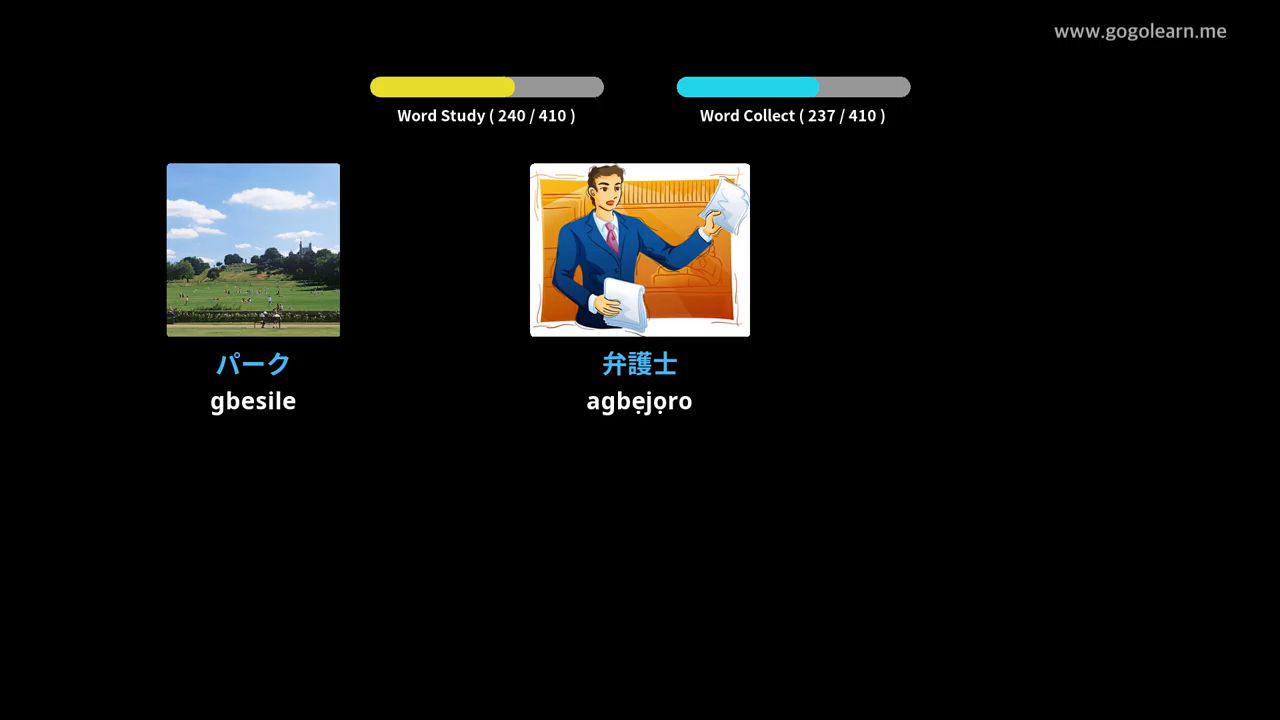 www.gogolearn.me
Word Study ( 240 / 410 )
Word Collect ( 237 / 410 )
パーク
gbesile
弁護士
agbẹjọro